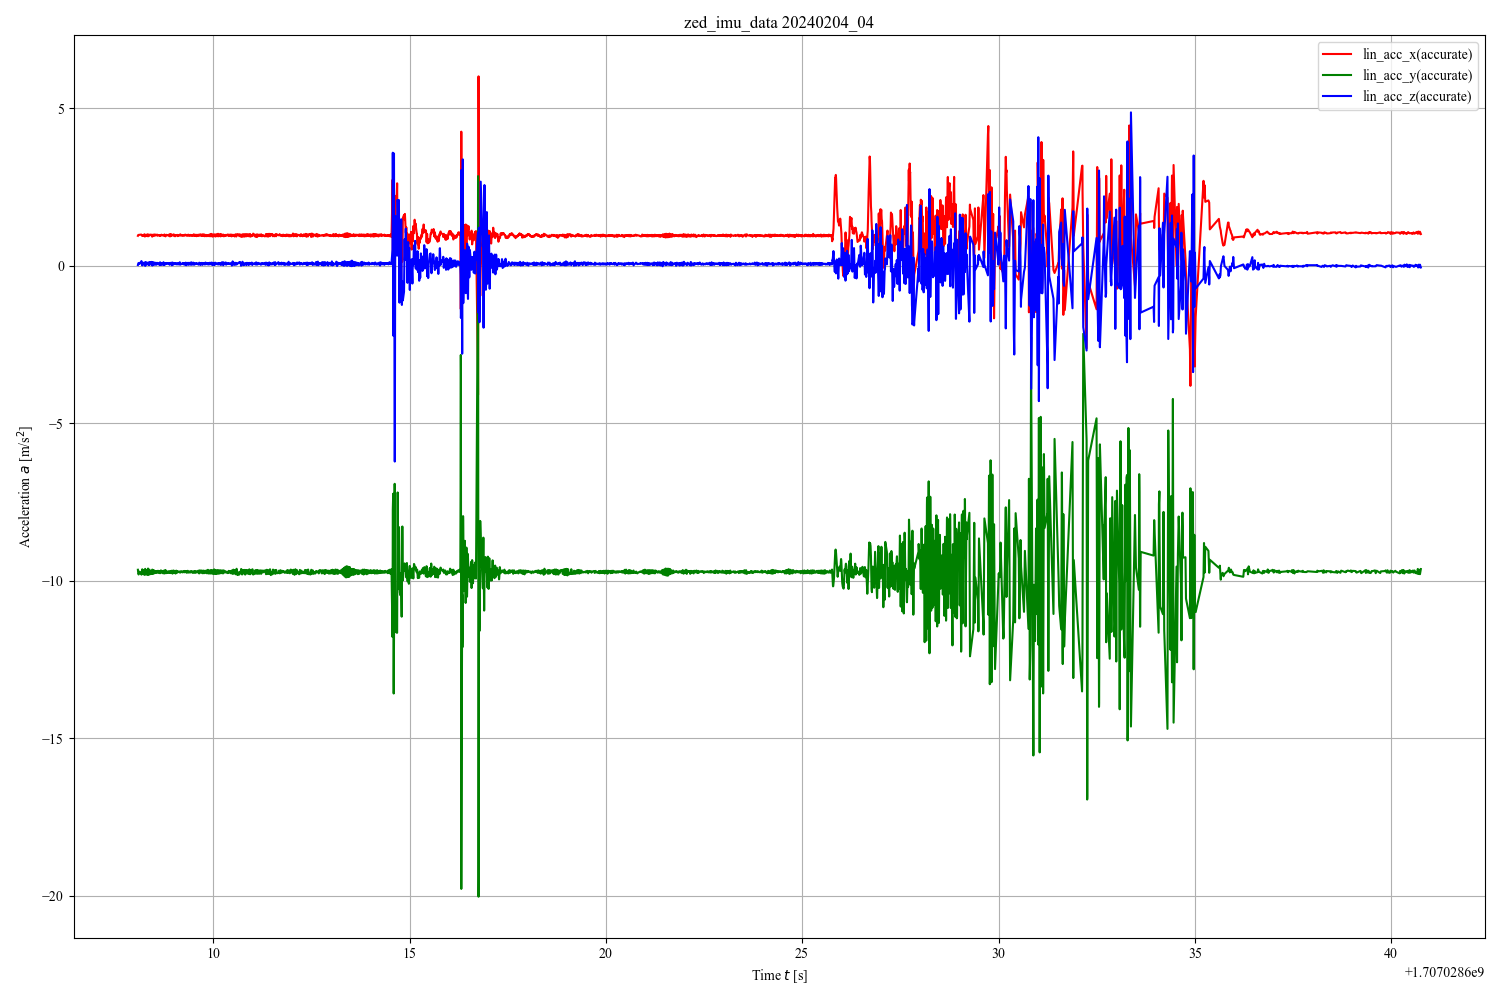 zed_imu_data 20240204_04
lin_acc_x(accurate)
lin_acc_y(accurate)
lin_acc_z(accurate)
5
0
−5
−10
−15
−20
Acceleration a [m/s²]
10 15 20 25 30 35 40
+1.7070286e9
Time t [s]